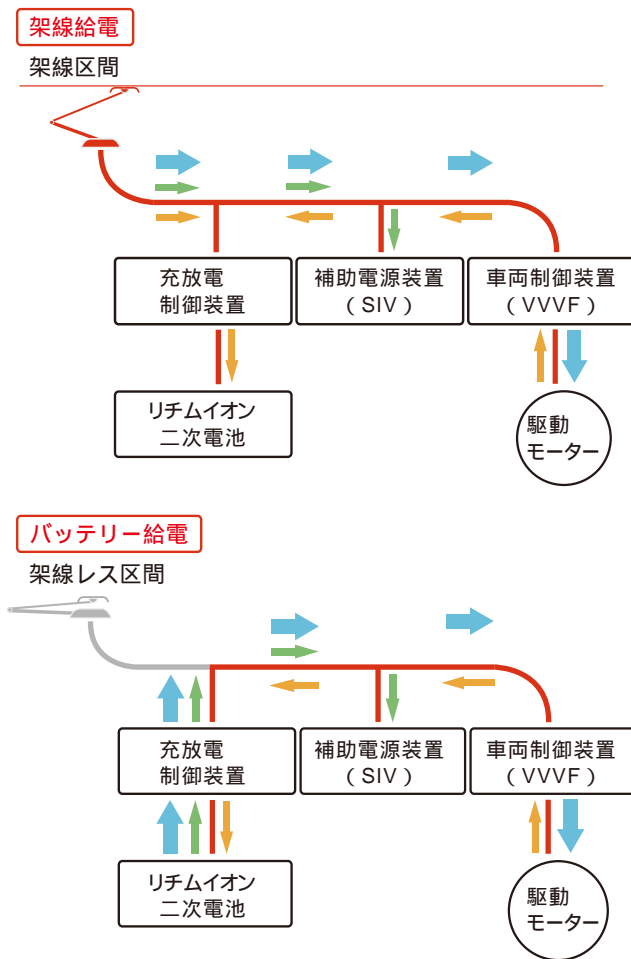 架線給電
架線区間
充放電
制御装置
補助電源装置
（SIV）
車両制御装置
（VVVF）
リチムイオン
二次電池
駆動
モーター
バッテリー給電
架線レス区間
充放電
制御装置
補助電源装置
（SIV）
車両制御装置
（VVVF）
リチムイオン
二次電池
駆動
モーター